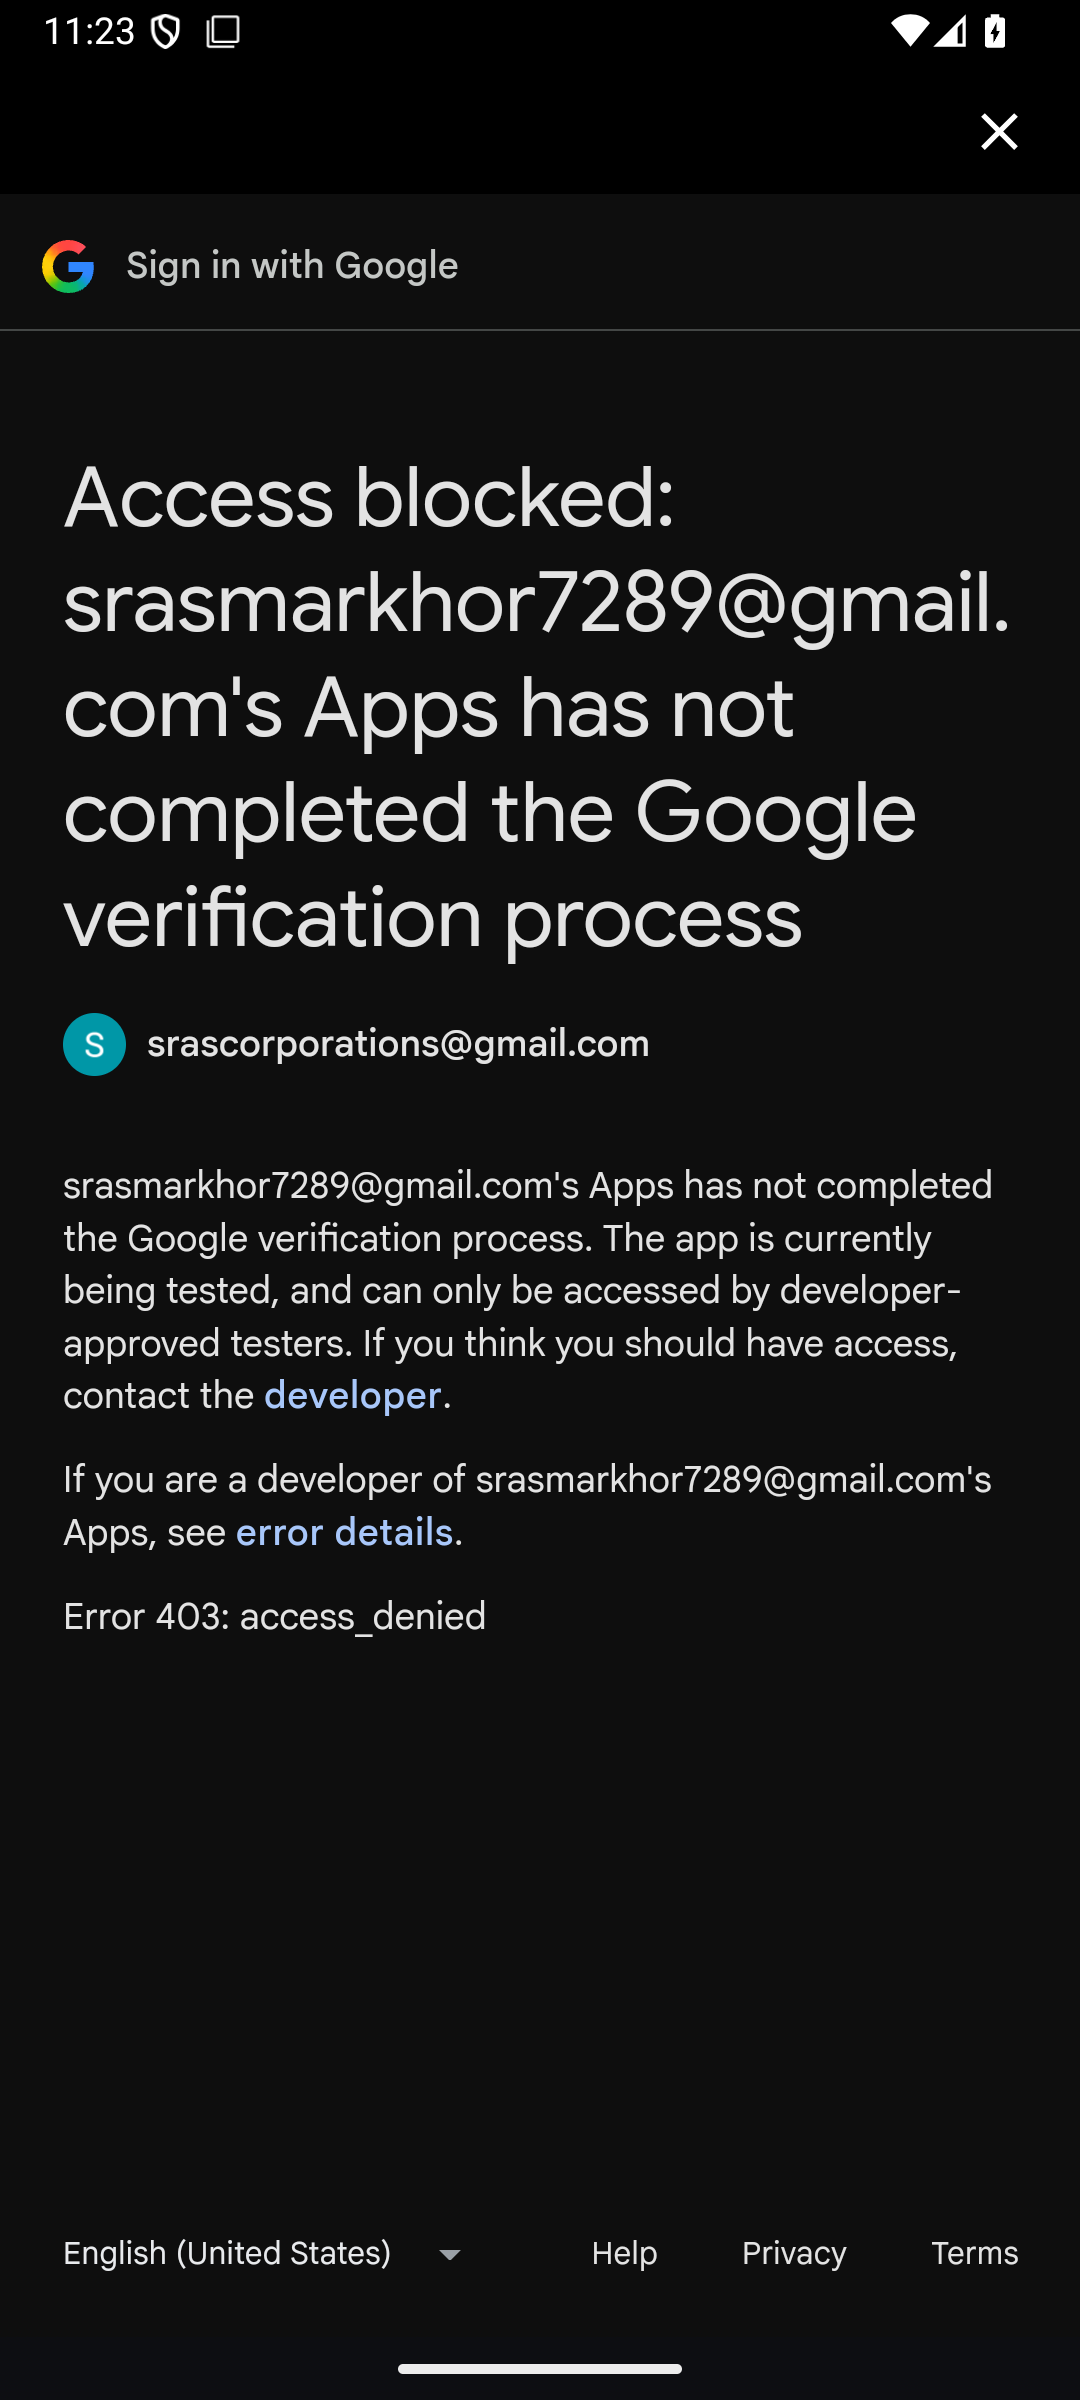 11:23
Sign in with Google
Access blocked:
srasmarkhor7289@gmail.
com's Apps has not
completed the Google
verification process
S srascorporations@gmail.com
srasmarkhor7289@gmail.com's Apps has not completed
the Google verification process. The app is currently
being tested, and can only be accessed by developer-
approved testers. If you think you should have access,
contact the developer.
If you are a developer of srasmarkhor7289@gmail.com's
Apps, see error details.
Error 403: access_denied
English (United States) Help Privacy Terms